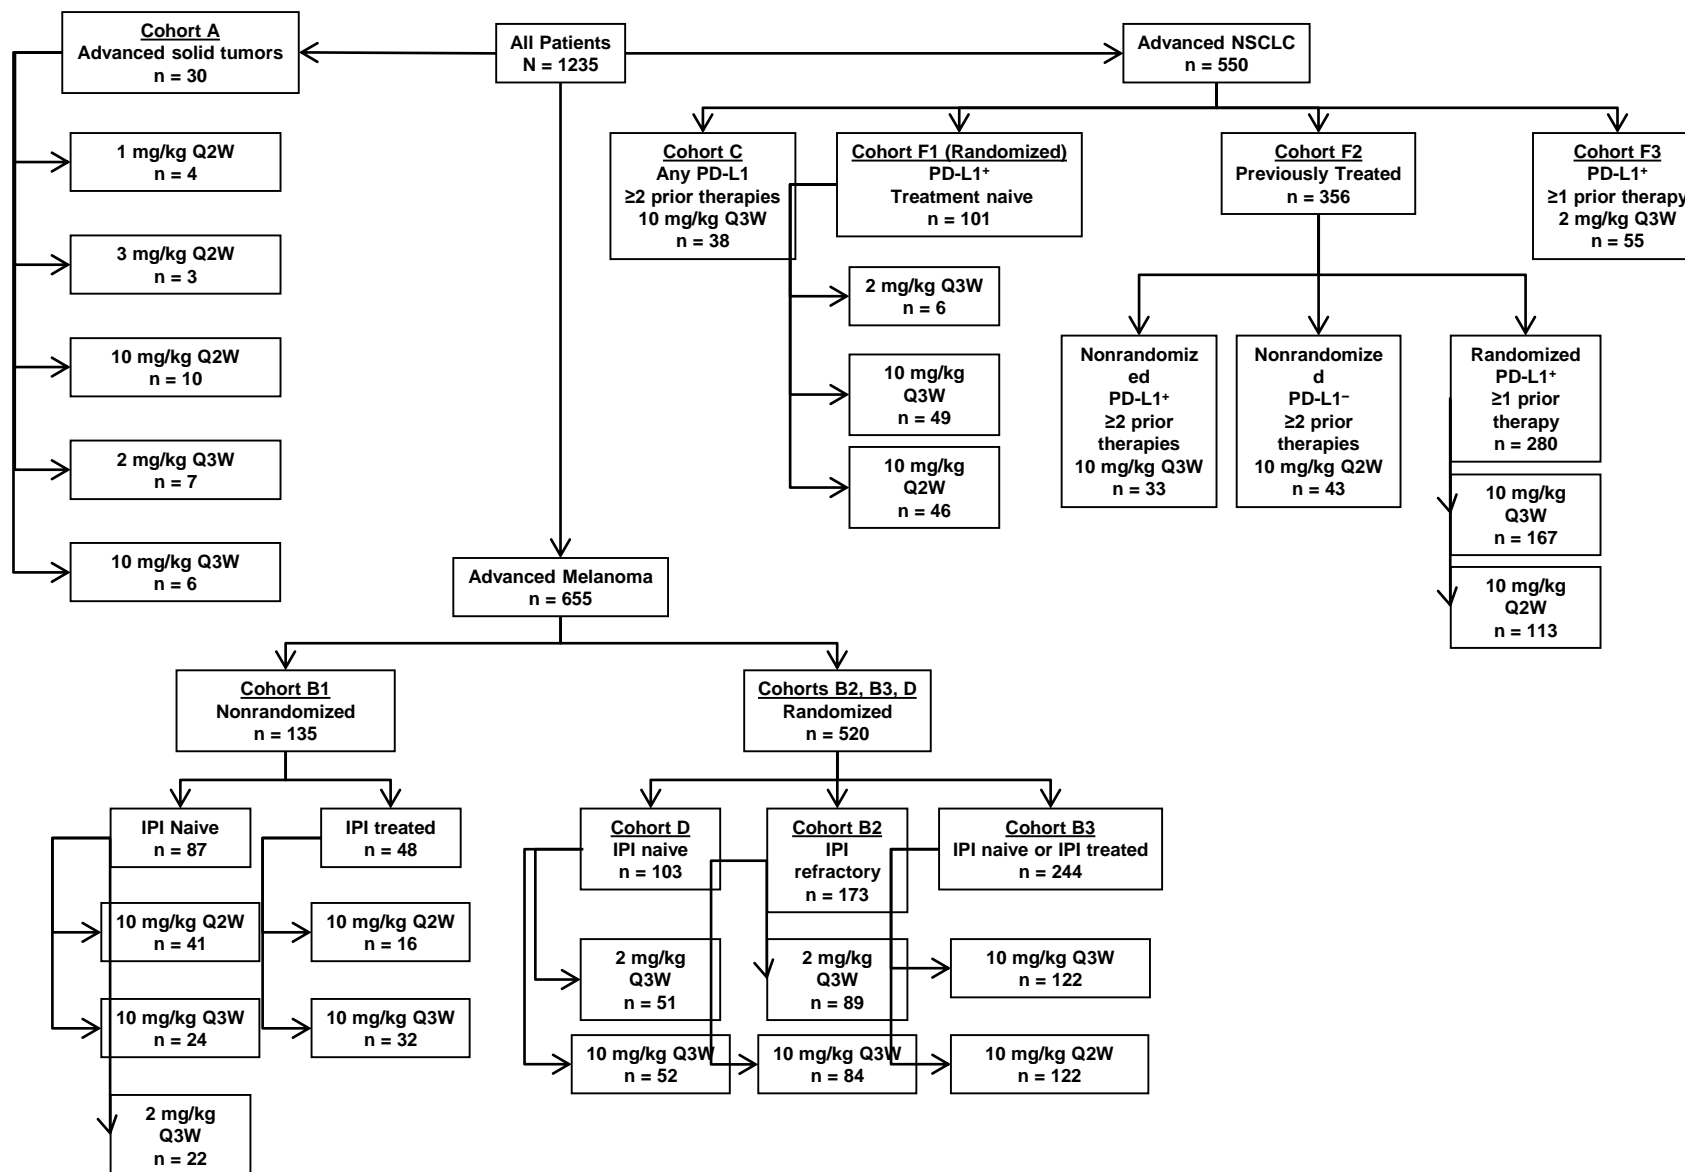 Cohort A
Advanced solid tumors
n = 30
All Patients
N = 1235
Advanced NSCLC
n = 550
1 mg/kg Q2W
n = 4
3 mg/kg Q2W
n = 3
10 mg/kg Q2W
n = 10
2 mg/kg Q3W
n = 7
10 mg/kg Q3W
n = 6
Cohort C
Any PD-L1
≥2 prior therapies
10 mg/kg Q3W
n = 38
Cohort F1 (Randomized)
PD-L1⁺
Treatment naive
n = 101
2 mg/kg Q3W
n = 6
10 mg/kg
Q3W
n = 49
10 mg/kg
Q2W
n = 46
Cohort F2
Previously Treated
n = 356
Nonrandomiz
ed
PD-L1⁺
≥2 prior
therapies
10 mg/kg Q3W
n = 33
Nonrandomize
d
PD-L1⁻
≥2 prior
therapies
10 mg/kg Q2W
n = 43
Randomized
PD-L1⁺
≥1 prior
therapy
n = 280
10 mg/kg
Q3W
n = 167
10 mg/kg
Q2W
n = 113
Cohort F3
PD-L1⁺
≥1 prior therapy
2 mg/kg Q3W
n = 55
Advanced Melanoma
n = 655
Cohort B1
Nonrandomized
n = 135
IPI Naive
n = 87
10 mg/kg Q2W
n = 41
10 mg/kg Q3W
n = 24
2 mg/kg
Q3W
n = 22
IPI treated
n = 48
10 mg/kg Q2W
n = 16
10 mg/kg Q3W
n = 32
Cohorts B2, B3, D
Randomized
n = 520
Cohort D
IPI naive
n = 103
2 mg/kg
Q3W
n = 51
10 mg/kg Q3W
n = 52
Cohort B2
IPI
refractory
n = 173
2 mg/kg
Q3W
n = 89
10 mg/kg Q3W
n = 84
Cohort B3
IPI naive or IPI treated
n = 244
10 mg/kg Q3W
n = 122
10 mg/kg Q2W
n = 122